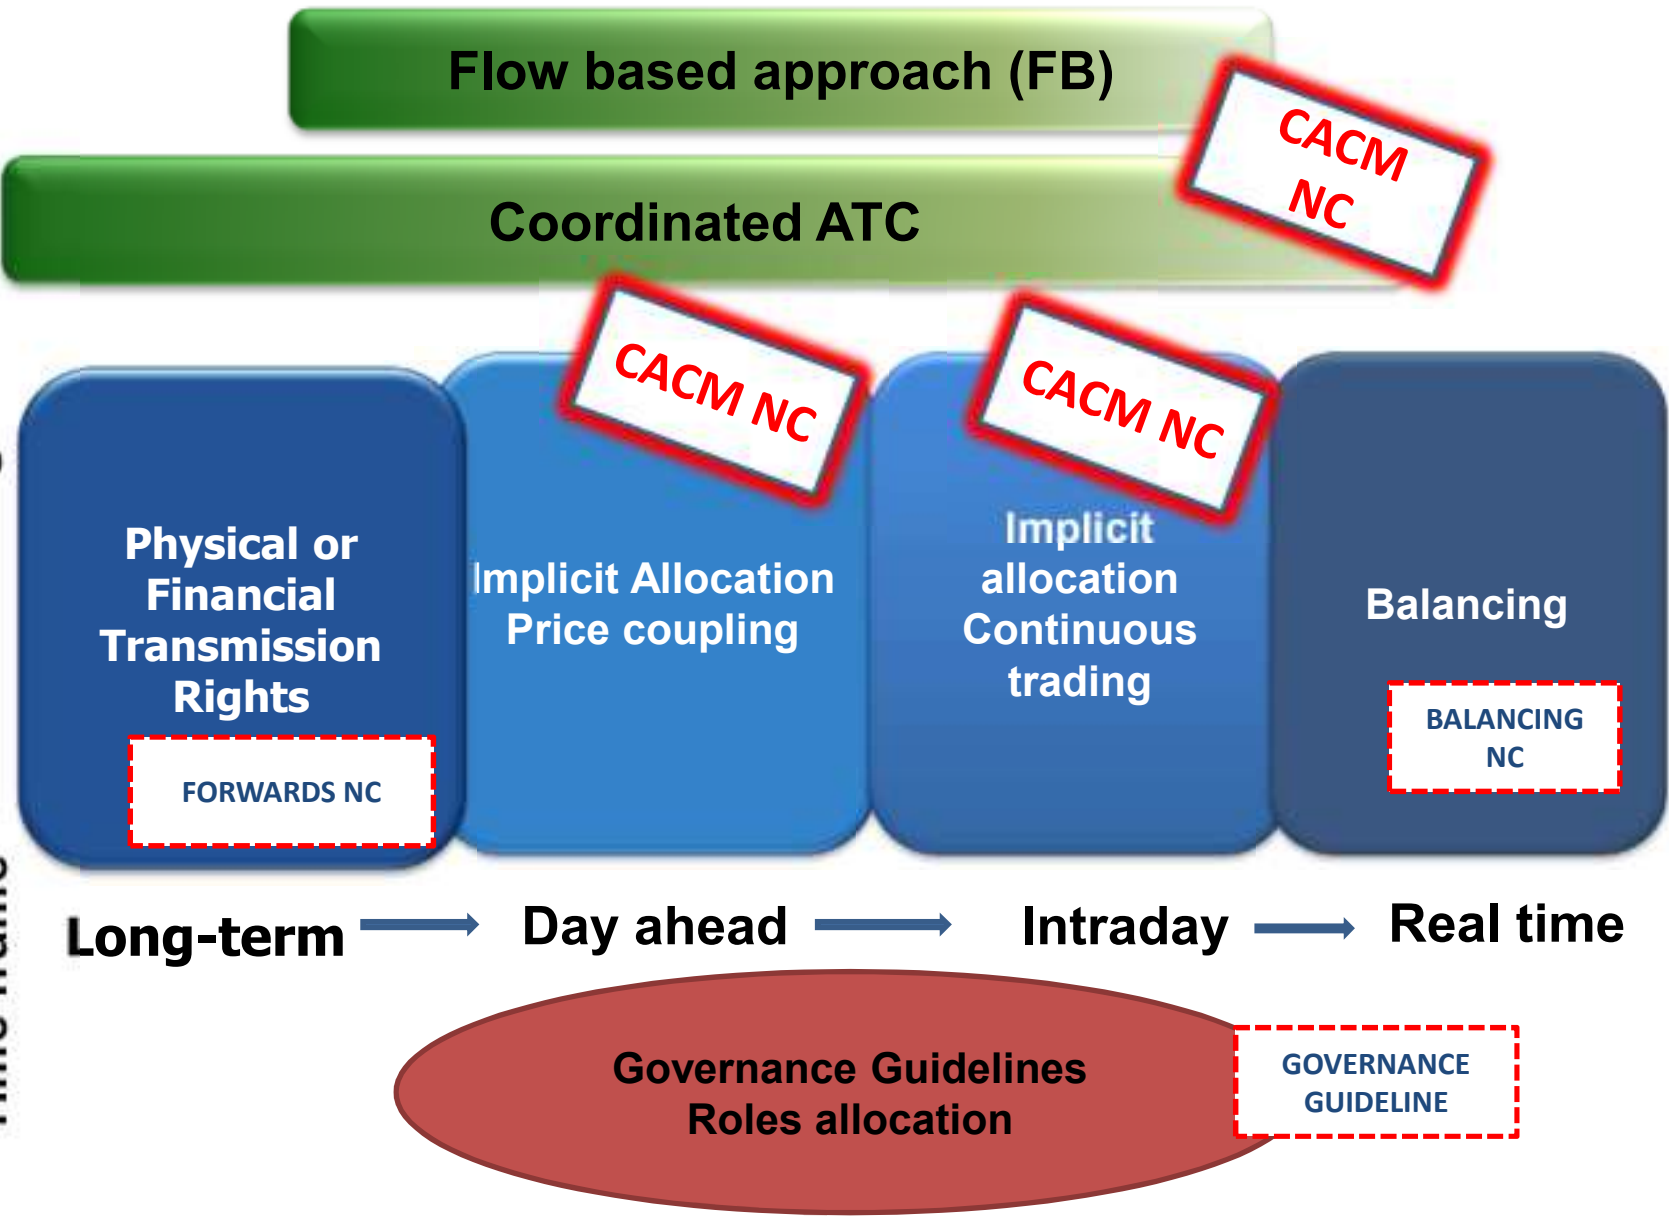 Flow based approach (FB)
CACM
NC
Coordinated ATC
CACM NC
CACM NC
Physical or
Financial
Transmission
Rights
FORWARDS NC
Implicit Allocation
Price coupling
Implicit
allocation
Continuous
trading
Balancing
BALANCING
NC
Long-term
Day ahead
Intraday
Real time
Governance Guidelines
Roles allocation
GOVERNANCE
GUIDELINE